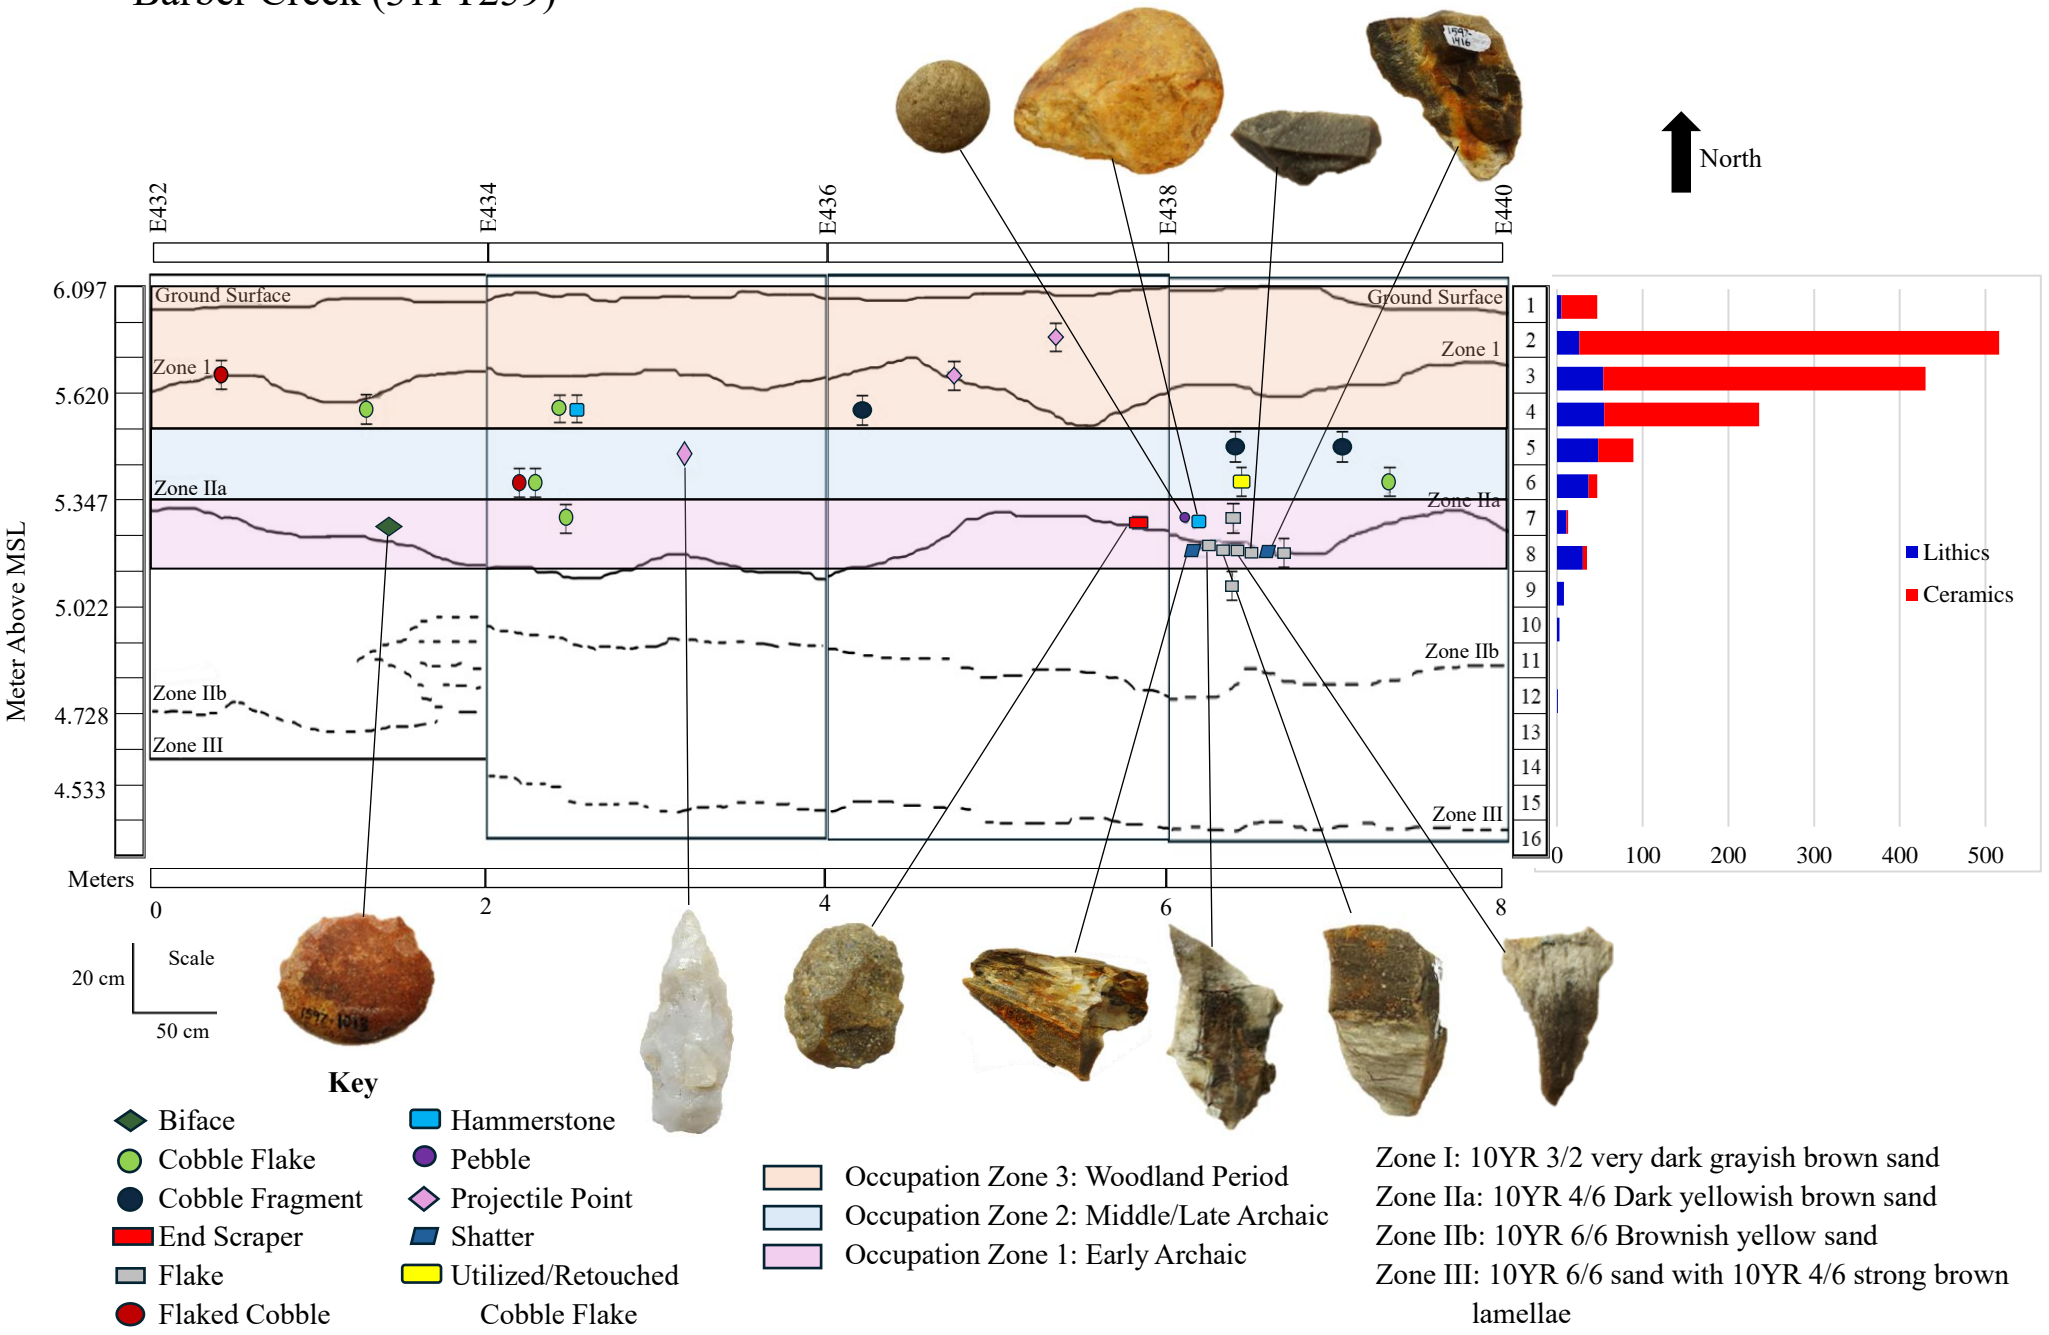 North
E432
E434
E436
E438
E440
1597-
1416
Ground Surface
Ground Surface
Zone 1
Zone 1
Zone IIa
Zone IIa
Zone IIb
Zone IIb
Zone III
Zone III
Meter Above MSL
6.097
5.620
5.347
5.022
4.728
4.533
1
2
3
4
5
6
7
8
9
10
11
12
13
14
15
16
Lithics
Ceramics
0
100
200
300
400
500
Meters
0
2
4
6
8
20 cm
Scale
50 cm
1597-1013
Key
Biface
Cobble Flake
Cobble Fragment
End Scraper
Flake
Flaked Cobble
Hammerstone
Pebble
Projectile Point
Shatter
Utilized/Retouched
Cobble Flake
Occupation Zone 3: Woodland Period
Occupation Zone 2: Middle/Late Archaic
Occupation Zone 1: Early Archaic
Zone I: 10YR 3/2 very dark grayish brown sand
Zone IIa: 10YR 4/6 Dark yellowish brown sand
Zone IIb: 10YR 6/6 Brownish yellow sand
Zone III: 10YR 6/6 sand with 10YR 4/6 strong brown
lamellae